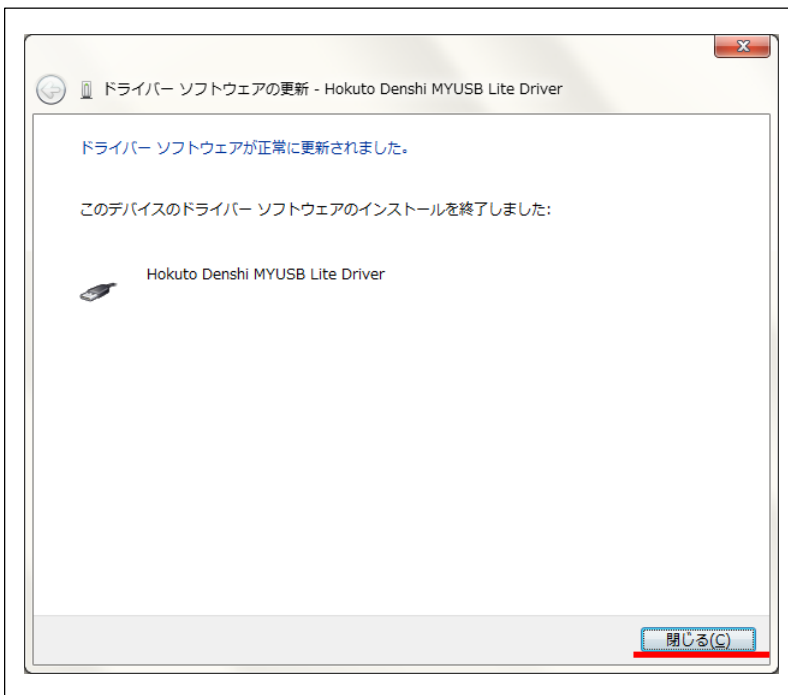 ドライバー ソフトウェアの更新 - Hokuto Denshi MYUSB Lite Driver
ドライバー ソフトウェアが正常に更新されました。
このデバイスのドライバー ソフトウェアのインストールを終了しました:
Hokuto Denshi MYUSB Lite Driver
閉じる(C)